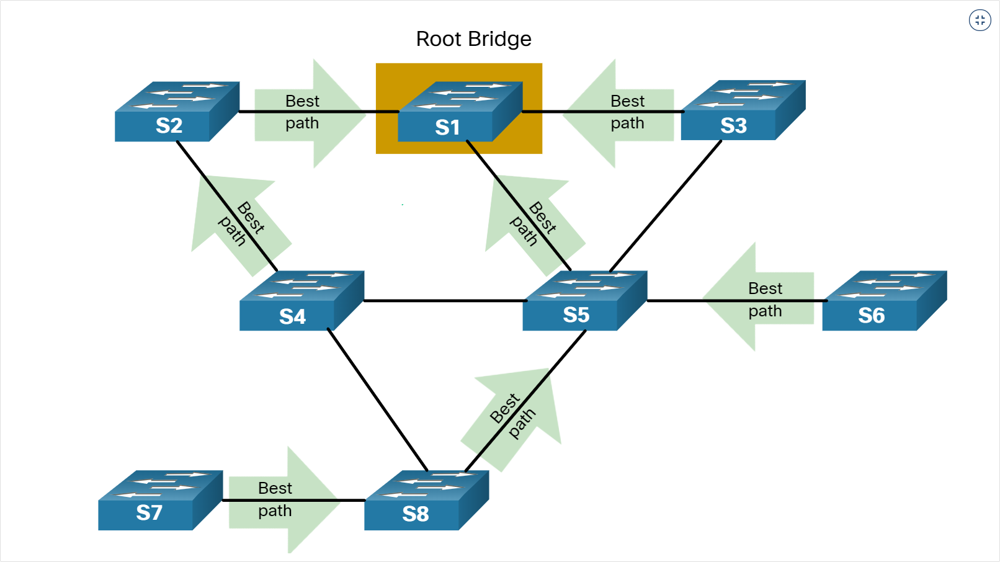 Root Bridge
Best
path
Best
path
S2
S1
S3
Best
path
Best
path
Best
path
S4
S5
S6
Best
path
Best
path
S7
S8